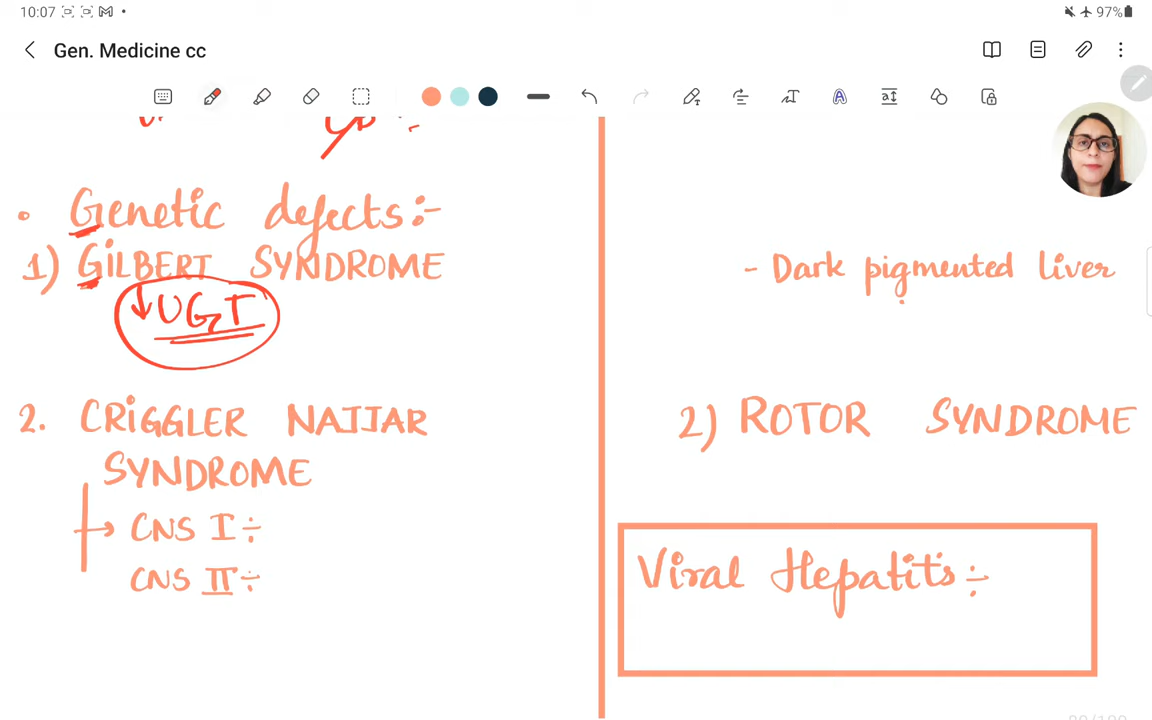 10:07
97%
Gen. Medicine cc
• Genetic defects:-
1) GILBERT SYNDROME
↓UGT
2. CRIGGLER NAJJAR
SYNDROME
→ CNS I ÷
CNS II ÷
- Dark pigmented liver
2) ROTOR SYNDROME
Viral Hepatits ÷